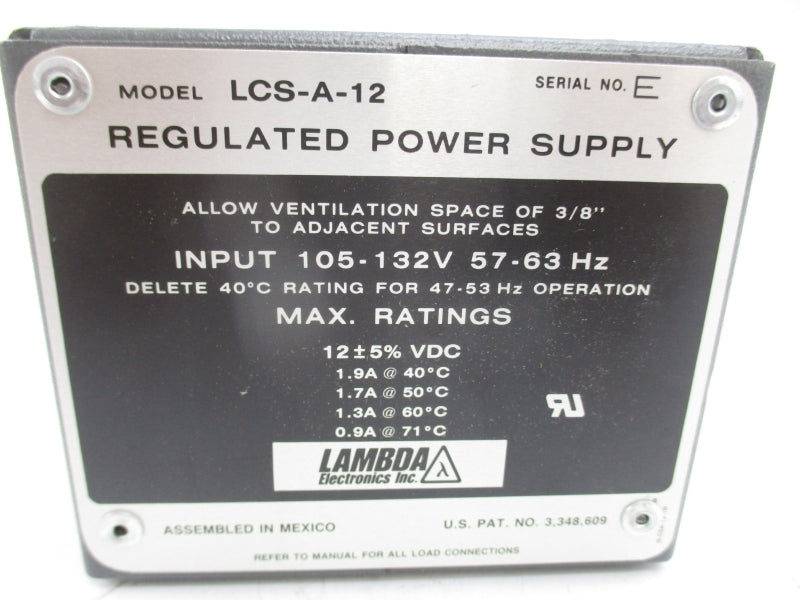 MODEL LCS-A-12
SERIAL NO. E
REGULATED POWER SUPPLY
ALLOW VENTILATION SPACE OF 3/8"
TO ADJACENT SURFACES
INPUT 105-132V 57-63 Hz
DELETE 40°C RATING FOR 47-53 Hz OPERATION
MAX. RATINGS
12±5% VDC
1.9A @ 40°C
1.7A @ 50°C
1.3A @ 60°C
0.9A @ 71°C
LAMBDA λ
Electronics Inc.
ASSEMBLED IN MEXICO
U.S. PAT. NO. 3,348,609
REFER TO MANUAL FOR ALL LOAD CONNECTIONS